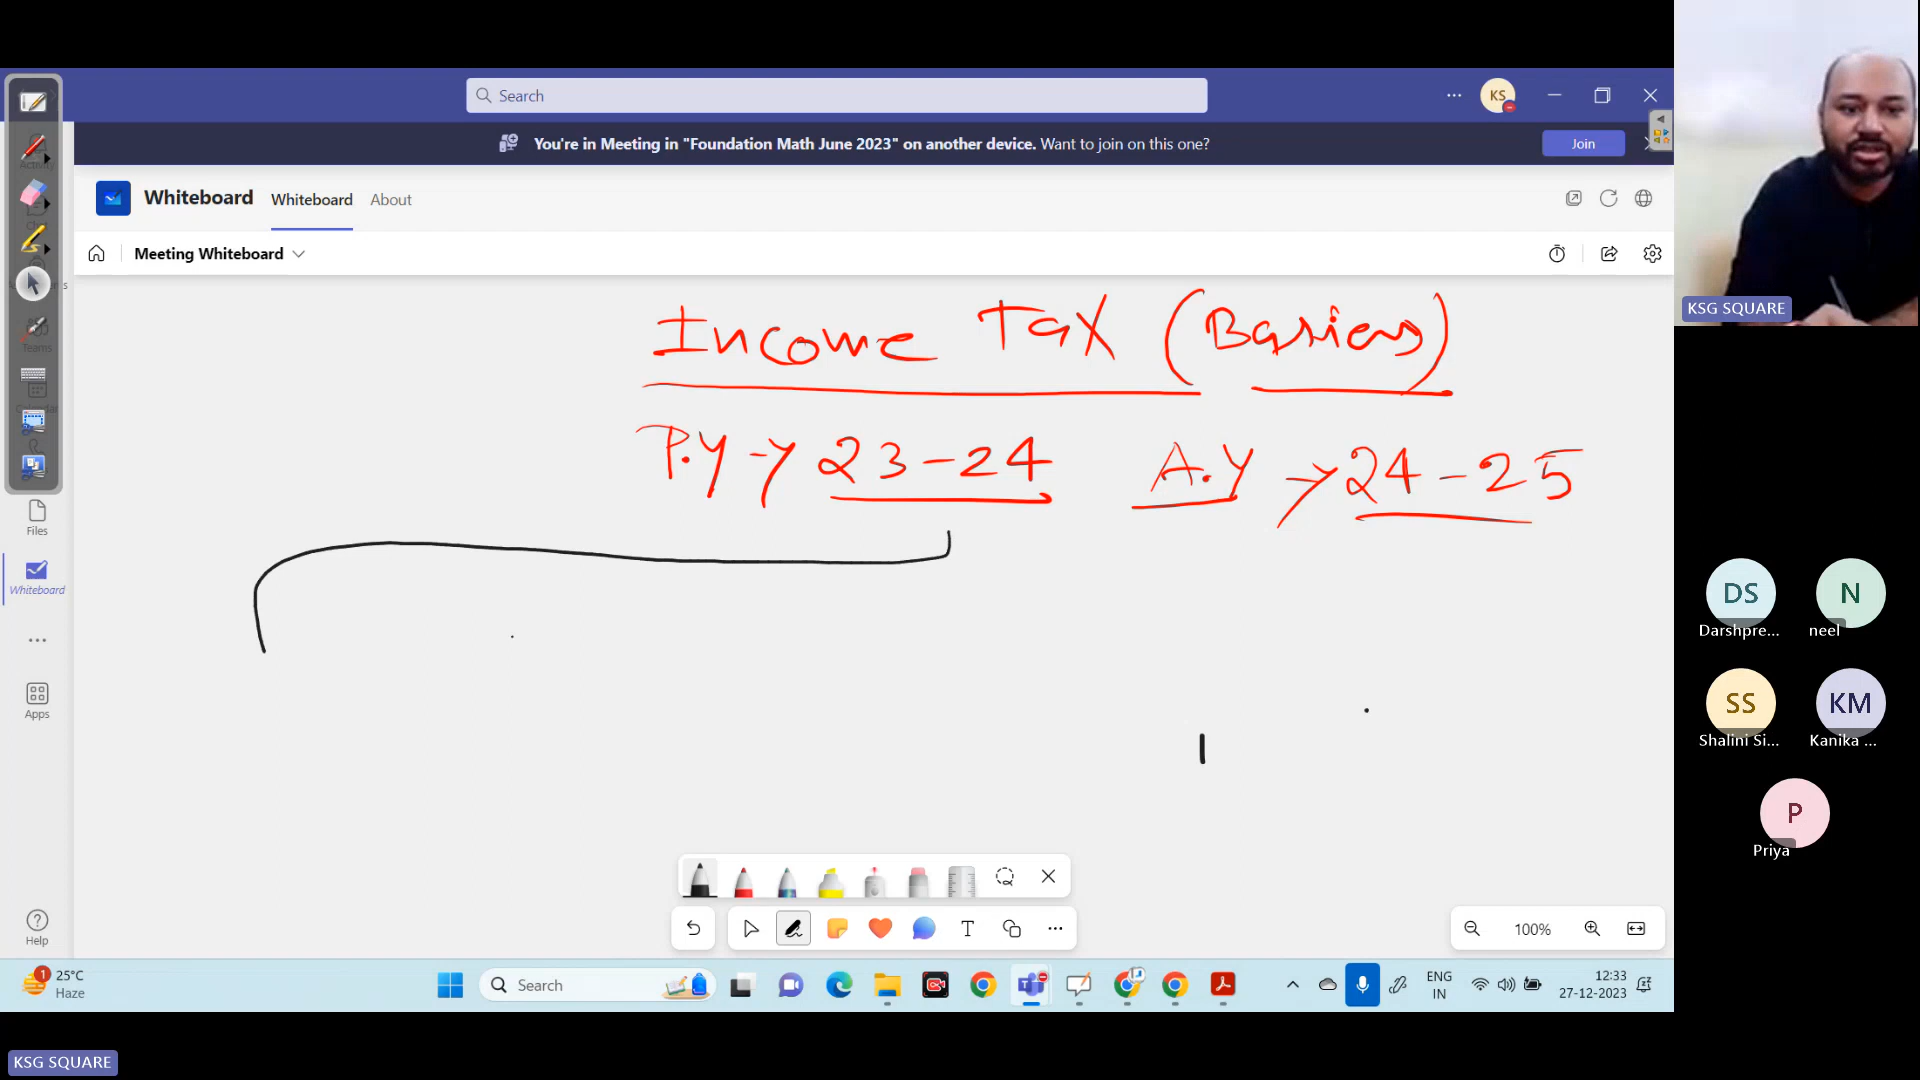 Search
KS
You're in Meeting in "Foundation Math June 2023" on another device. Want to join on this one?
Join
Whiteboard
Whiteboard
About
Meeting Whiteboard
Income Tax (Basics)
P.Y → 23-24
A.Y → 24-25
Teams
Files
Whiteboard
Apps
Help
T
100%
1
25°C
Haze
Search
ENG
IN
12:33
27-12-2023
KSG SQUARE
DS
Darshpre...
N
neel
SS
Shalini Si...
KM
Kanika ...
P
Priya
KSG SQUARE